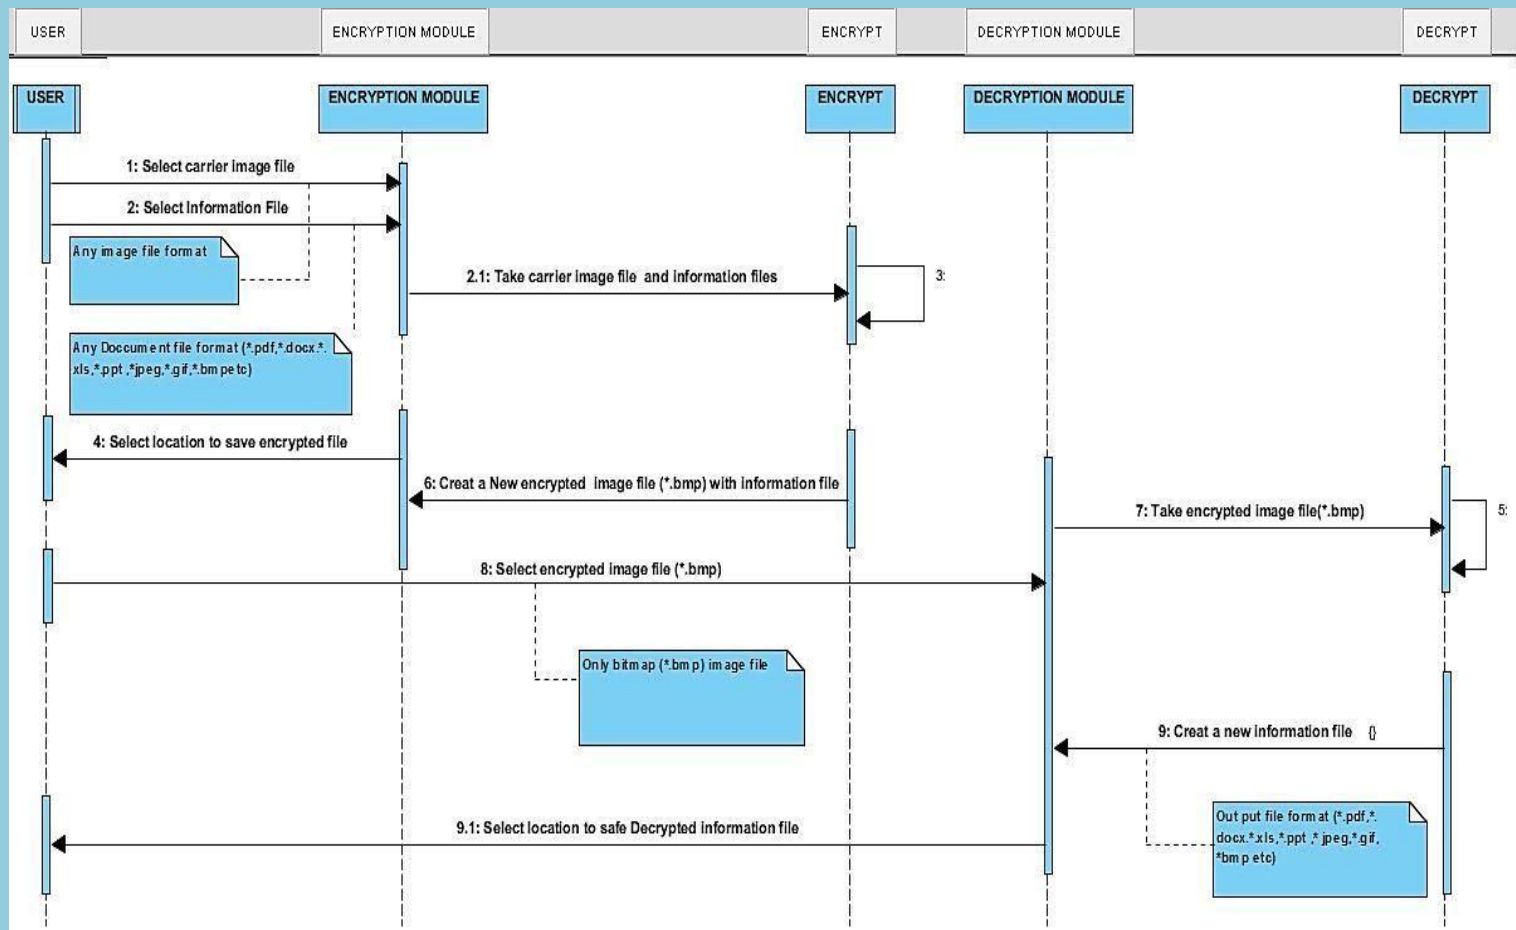 USER
ENCRYPTION MODULE
ENCRYPT
DECRYPTION MODULE
DECRYPT
USER
ENCRYPTION MODULE
ENCRYPT
DECRYPTION MODULE
DECRYPT
1: Select carrier image file
2: Select Information File
Any image file format
2.1: Take carrier image file and information files
3:
Any Doccument file format (*.pdf,*.docx.*.
xls,*.ppt ,*jpeg,*.gif,*.bmp etc)
4: Select location to save encrypted file
6: Creat a New encrypted image file (*.bmp) with information file
7: Take encrypted image file(*.bmp)
5:
8: Select encrypted image file (*.bmp)
Only bitmap (*.bmp) image file
9: Creat a new information file {}
Out put file format (*.pdf,*.
docx.*.xls,*.ppt ,* jpeg,*.gif,
*bmp etc)
9.1: Select location to safe Decrypted information file